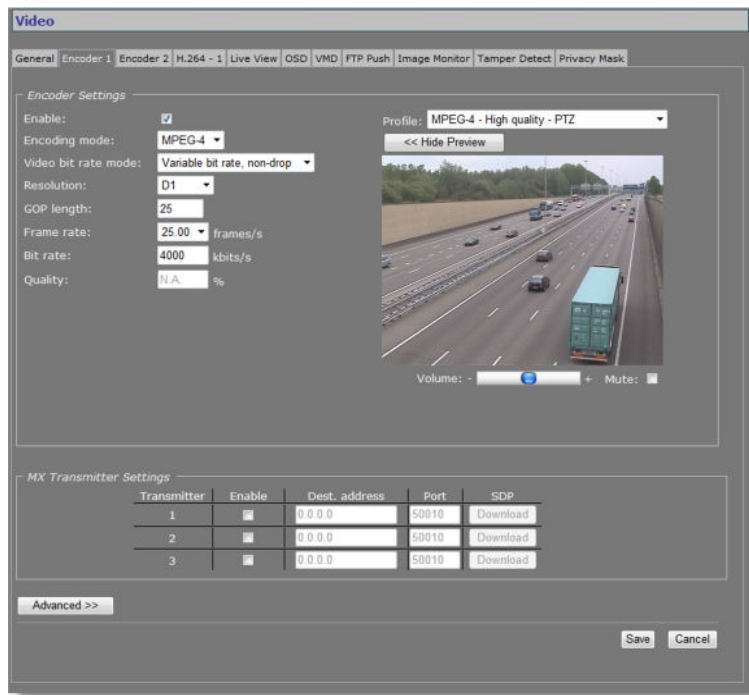 Video
General Encoder 1 Encoder 2 H.264 - 1 Live View OSD VMD FTP Push Image Monitor Tamper Detect Privacy Mask
Encoder Settings
Enable:
Profile: MPEG-4 - High quality - PTZ
Encoding mode: MPEG-4
<< Hide Preview
Video bit rate mode: Variable bit rate, non-drop
Resolution: D1
GOP length: 25
Frame rate: 25.00 frames/s
Bit rate: 4000 kbits/s
Quality: N.A. %
Volume: - + Mute:
MX Transmitter Settings
Transmitter Enable Dest. address Port SDP
1 0.0.0.0 50010 Download
2 0.0.0.0 50010 Download
3 0.0.0.0 50010 Download
Advanced >>
Save Cancel